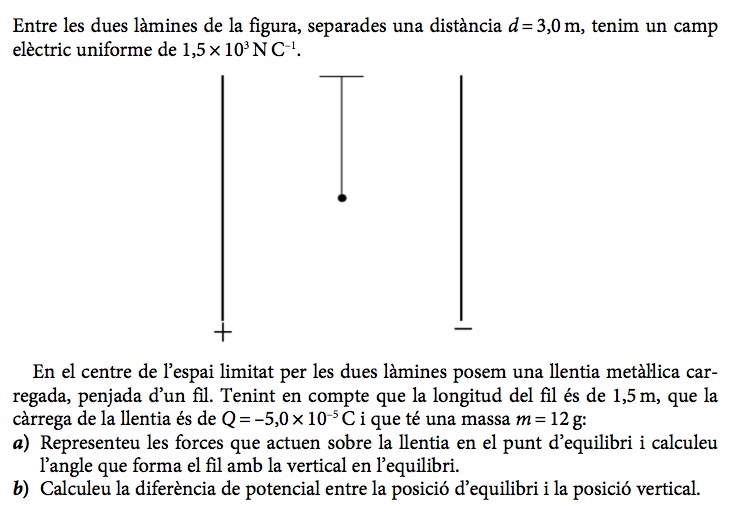 Entre les dues làmines de la figura, separades una distància d = 3,0 m, tenim un camp
elèctric uniforme de 1,5 × 10³ N C⁻¹.
+ −
En el centre de l’espai limitat per les dues làmines posem una llentia metàl·lica car-
regada, penjada d’un fil. Tenint en compte que la longitud del fil és de 1,5 m, que la
càrrega de la llentia és de Q = −5,0 × 10⁻⁵ C i que té una massa m = 12 g:
a) Representeu les forces que actuen sobre la llentia en el punt d’equilibri i calculeu
l’angle que forma el fil amb la vertical en l’equilibri.
b) Calculeu la diferència de potencial entre la posició d’equilibri i la posició vertical.